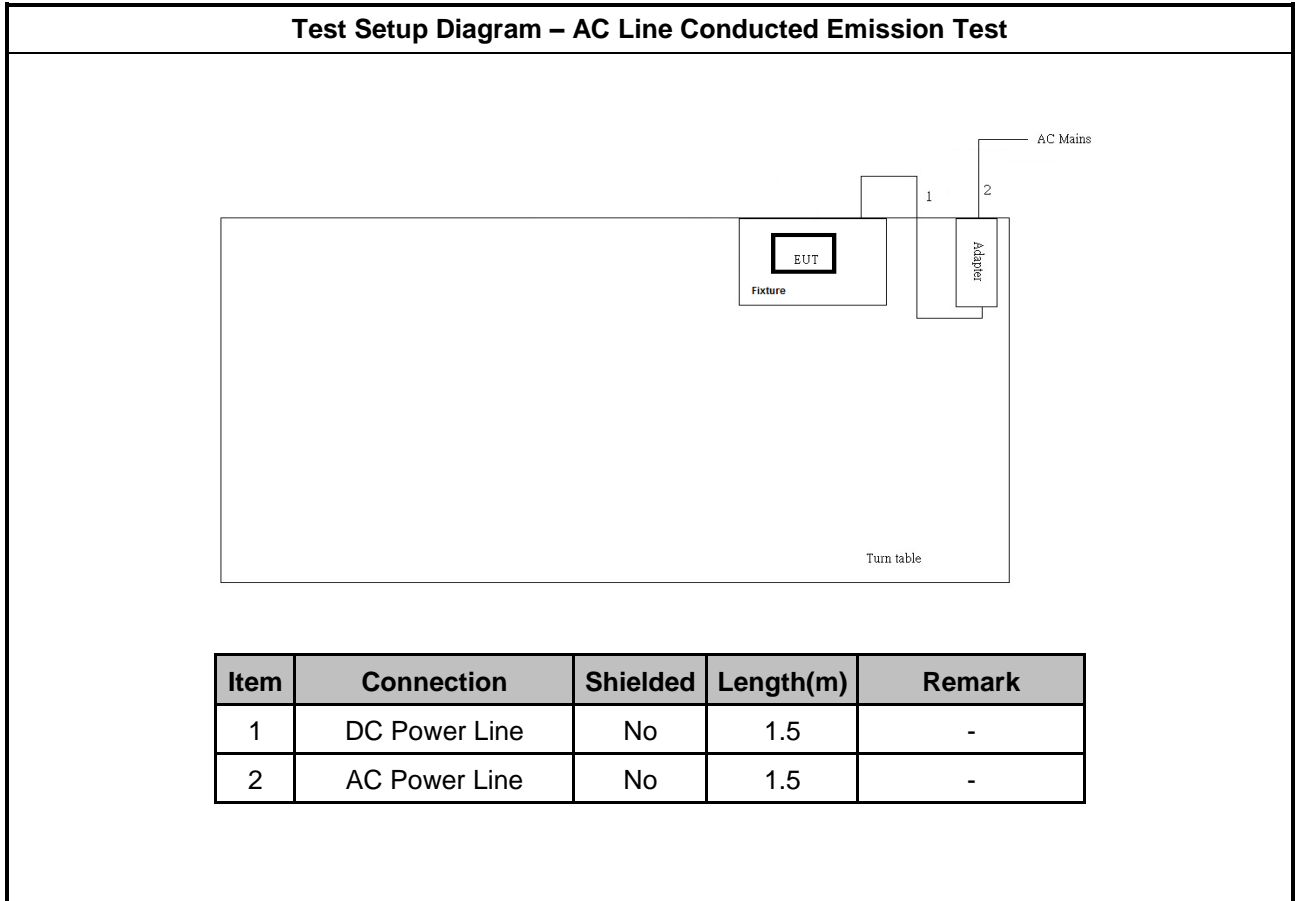 Test Setup Diagram – AC Line Conducted Emission Test
AC Mains
1
2
EUT
Adapter
Fixture
Turn table
Item Connection Shielded Length(m) Remark
1 DC Power Line No 1.5 -
2 AC Power Line No 1.5 -